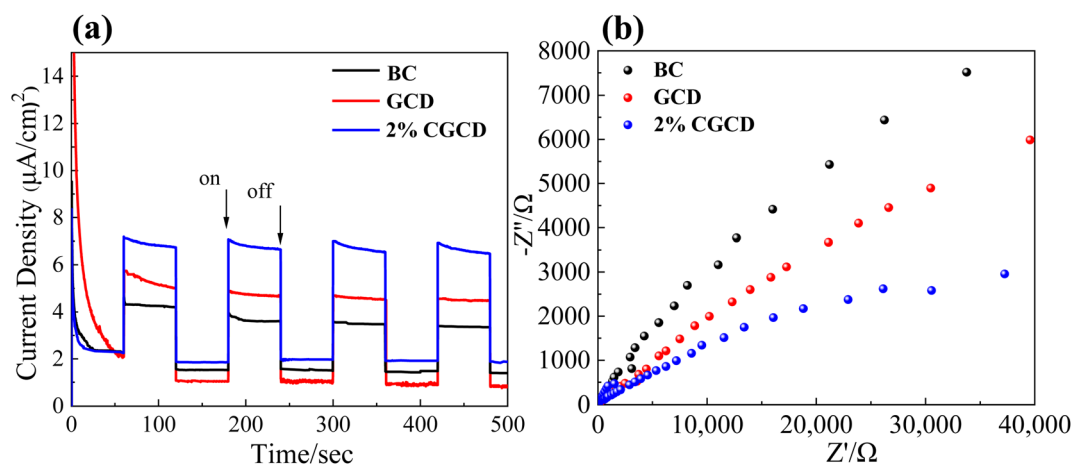 (a)
Current Density (μA/cm)²
14
12
10
8
6
4
2
0
BC
GCD
2% CGCD
on
off
0
100
200
300
400
500
Time/sec
(b)
-Z''/Ω
8000
7000
6000
5000
4000
3000
2000
1000
0
BC
GCD
2% CGCD
0
10,000
20,000
30,000
40,000
Z'/Ω